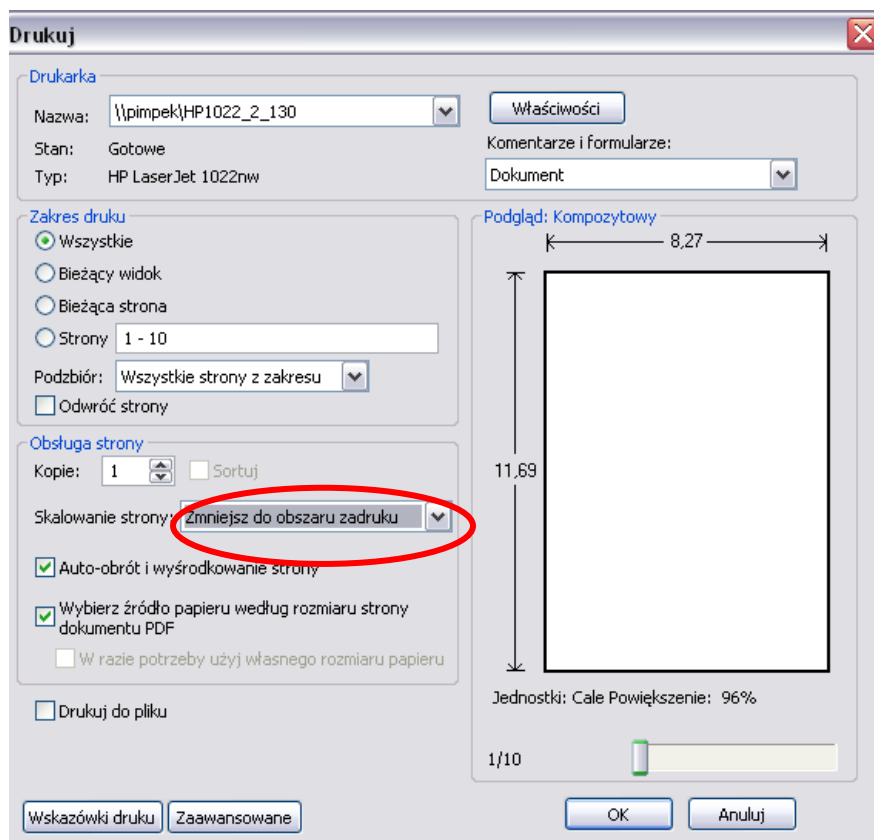 Drukuj
Drukarka
Nazwa: \\pimpek\HP1022_2_130
Właściwości
Stan: Gotowe
Komentarze i formularze:
Typ: HP LaserJet 1022nw
Dokument
Zakres druku
Wszystkie
Bieżący widok
Bieżąca strona
Strony 1 - 10
Podzbiór: Wszystkie strony z zakresu
Odwróć strony
Obsługa strony
Kopie: 1 Sortuj
Skalowanie strony: Zmniejsz do obszaru zadruku
Auto-obrót i wyśrodkowanie strony
Wybierz źródło papieru według rozmiaru strony
dokumentu PDF
W razie potrzeby użyj własnego rozmiaru papieru
Drukuj do pliku
Podgląd: Kompozytowy
8,27
11,69
Jednostki: Cale Powiększenie: 96%
1/10
Wskazówki druku Zaawansowane
OK Anuluj